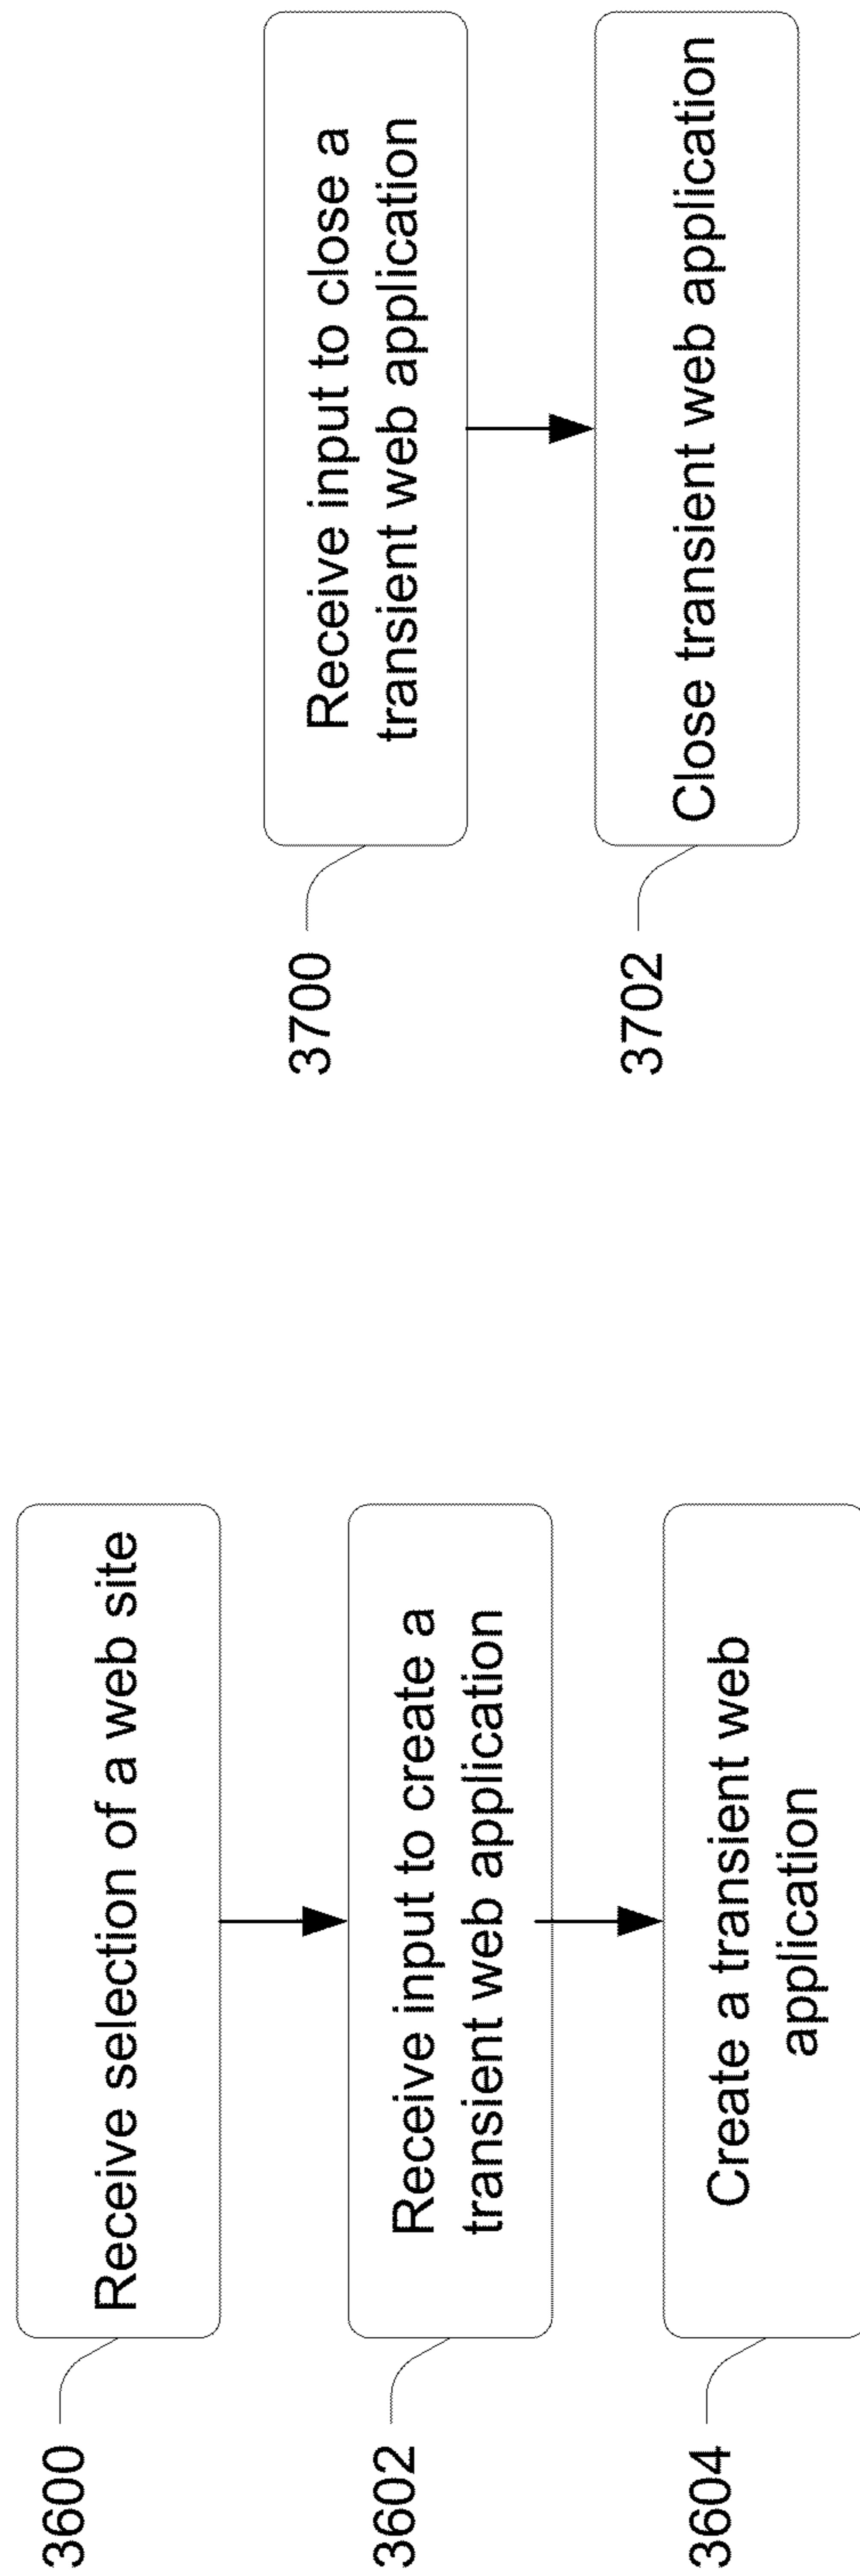 3600
Receive selection of a web site
3602
Receive input to create a
transient web application
3604
Create a transient web
application
3700
Receive input to close a
transient web application
3702
Close transient web application